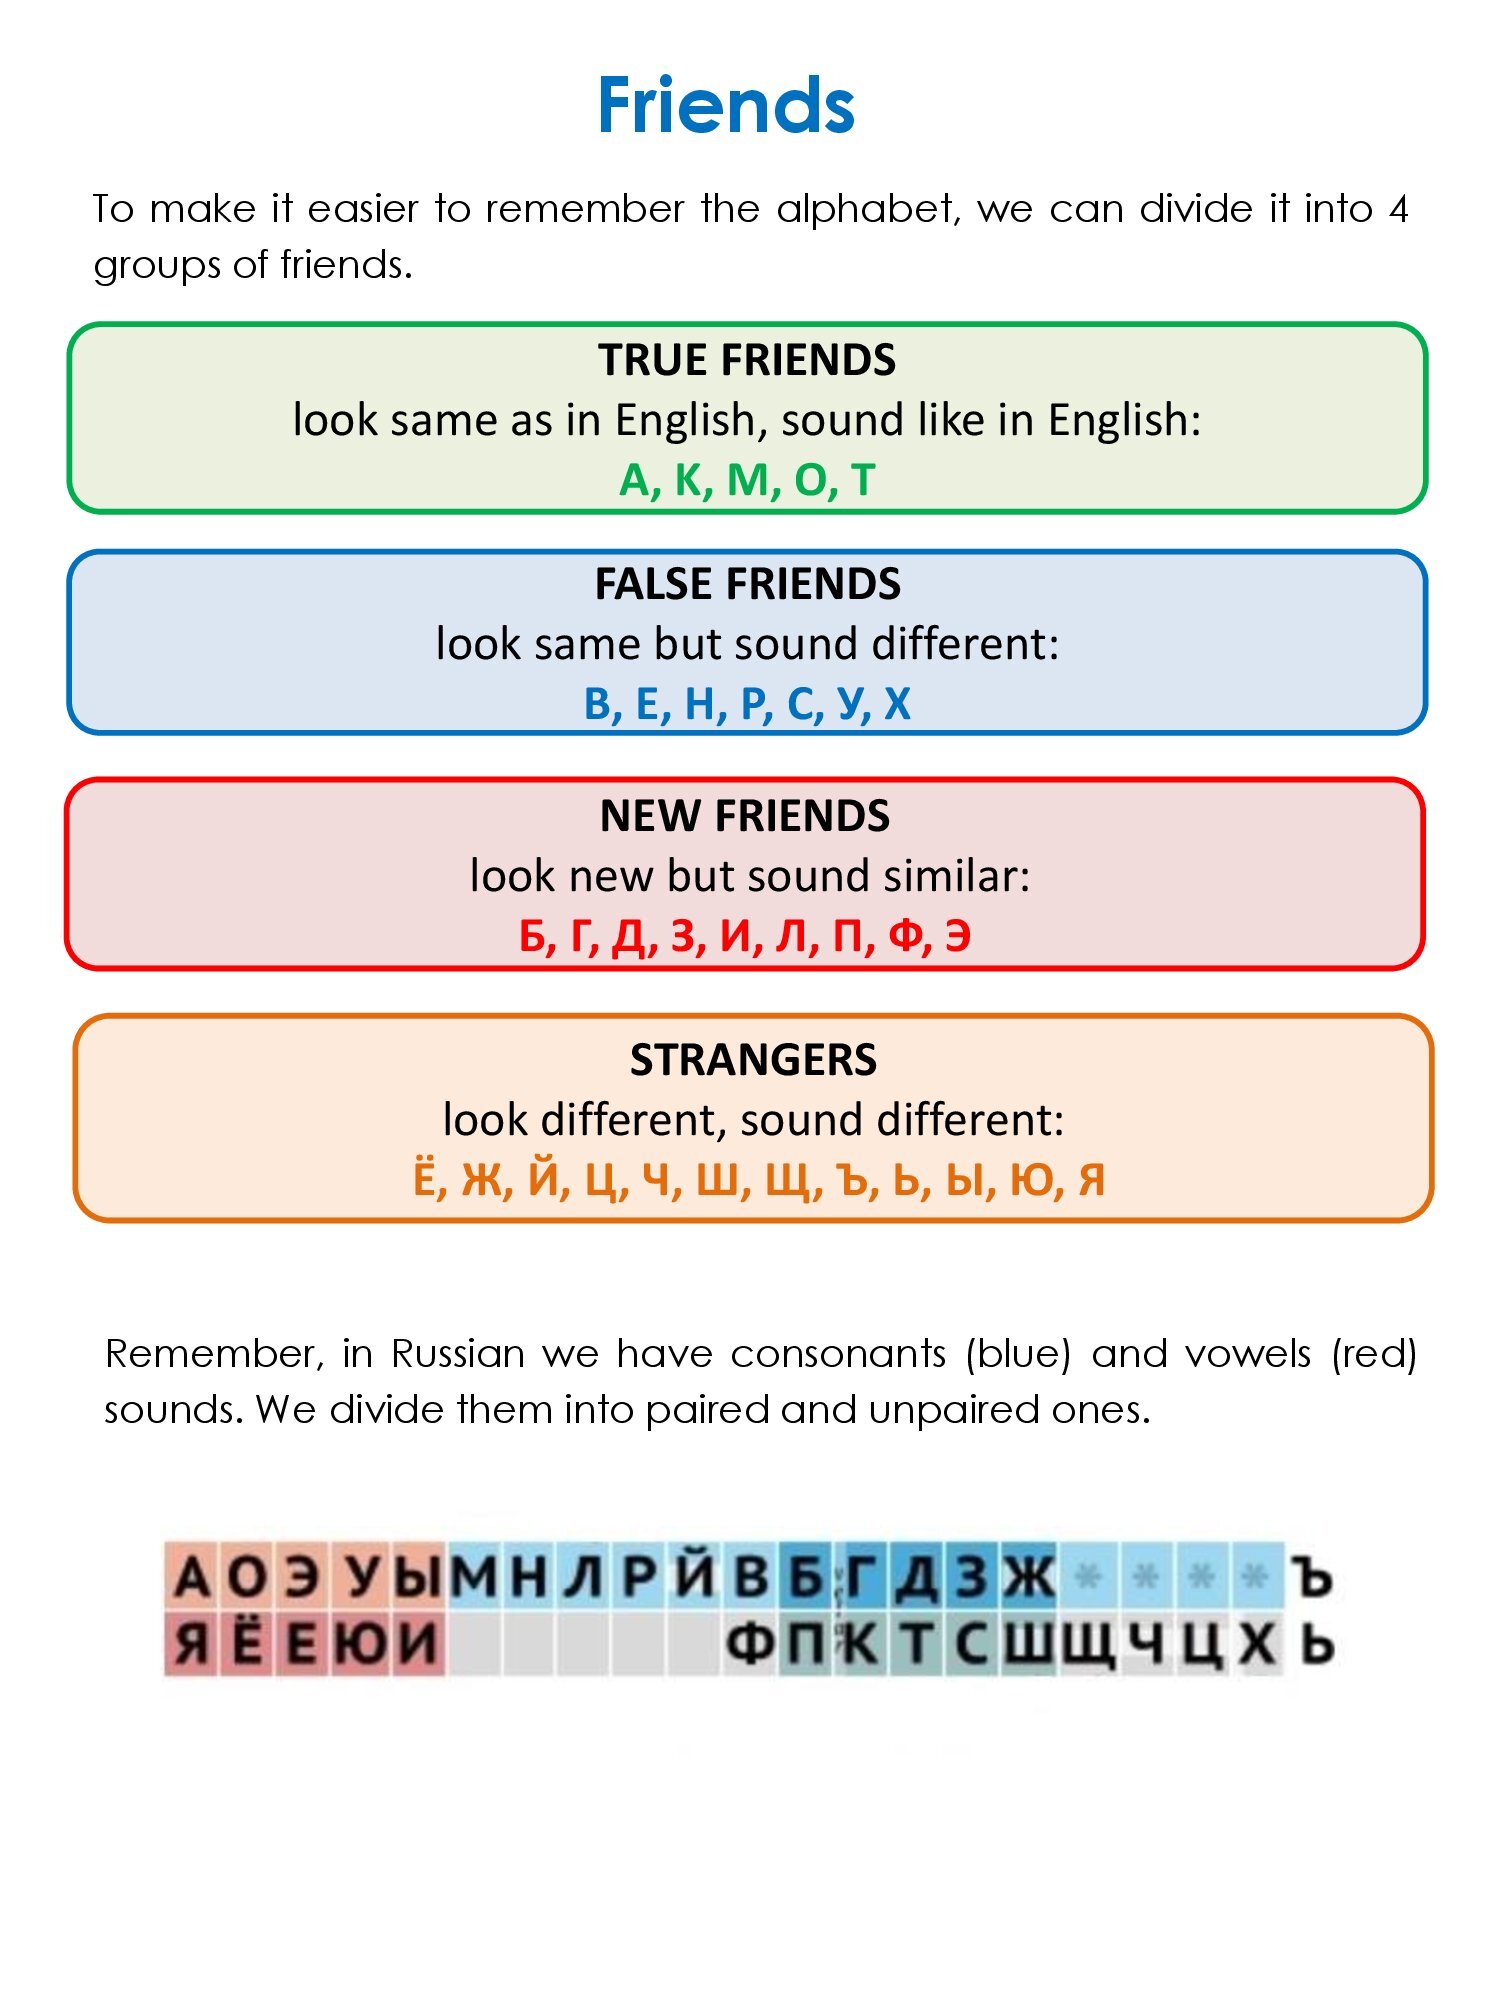 Friends
To make it easier to remember the alphabet, we can divide it into 4
groups of friends.
TRUE FRIENDS
look same as in English, sound like in English:
А, К, М, О, Т
FALSE FRIENDS
look same but sound different:
В, Е, Н, Р, С, У, Х
NEW FRIENDS
look new but sound similar:
Б, Г, Д, З, И, Л, П, Ф, Э
STRANGERS
look different, sound different:
Ё, Ж, Й, Ц, Ч, Ш, Щ, Ъ, Ь, Ы, Ю, Я
Remember, in Russian we have consonants (blue) and vowels (red)
sounds. We divide them into paired and unpaired ones.
А О Э У Ы М Н Л Р Й В Б Г Д З Ж * * * * Ъ
Я Ё Е Ю И Ф П К Т С Ш Щ Ч Ц Х Ь